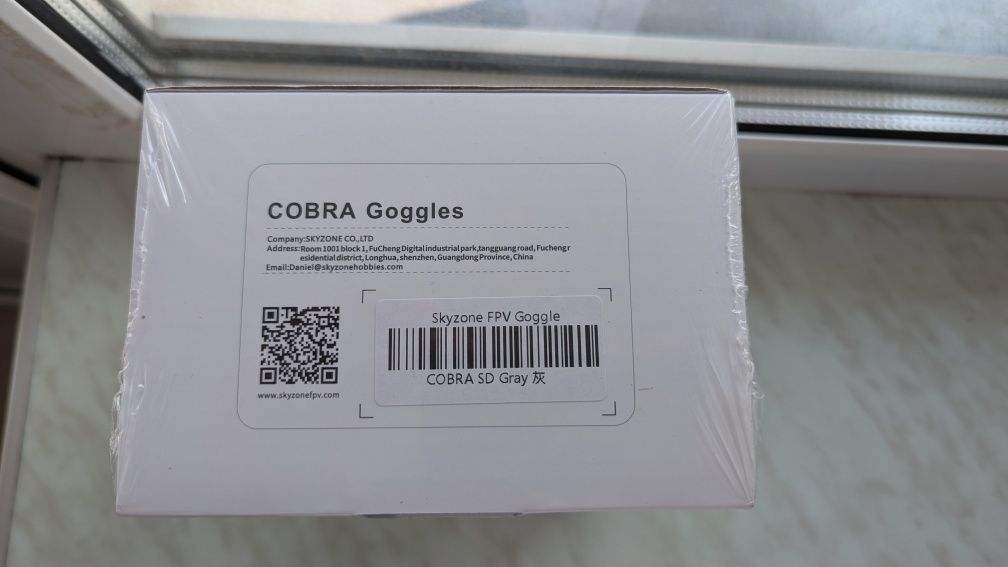 COBRA Goggles
Company:SKYZONE CO.,LTD
Address:Room 1001 block 1, FuCheng Digital industrial park,tangguang road, Fucheng r
esidential district, Longhua, shenzhen, Guangdong Province, China
Email:Daniel@skyzonehobbies.com
www.skyzonefpv.com
Skyzone FPV Goggle
COBRA SD Gray 灰